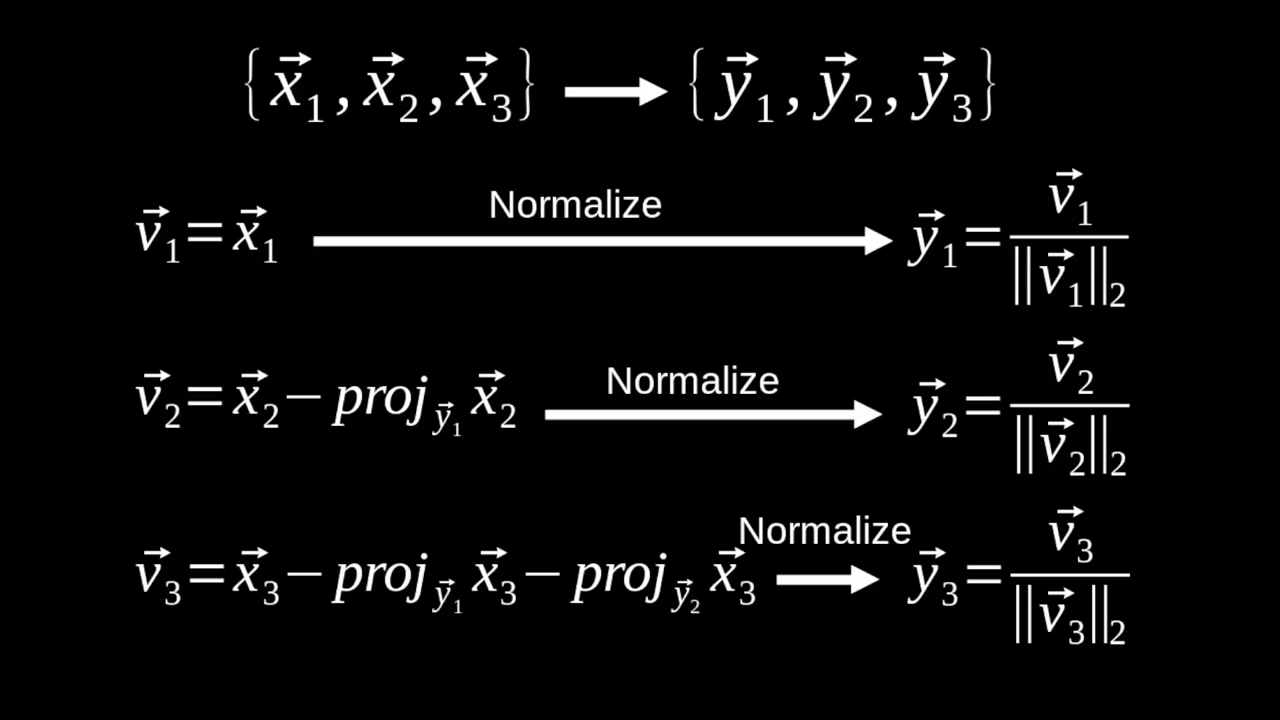 {x⃗₁, x⃗₂, x⃗₃} → {y⃗₁, y⃗₂, y⃗₃}
v⃗₁ = x⃗₁ Normalize → y⃗₁ = v⃗₁ / ||v⃗₁||₂
v⃗₂ = x⃗₂ − proj_y⃗₁ x⃗₂ Normalize → y⃗₂ = v⃗₂ / ||v⃗₂||₂
v⃗₃ = x⃗₃ − proj_y⃗₁ x⃗₃ − proj_y⃗₂ x⃗₃ Normalize → y⃗₃ = v⃗₃ / ||v⃗₃||₂